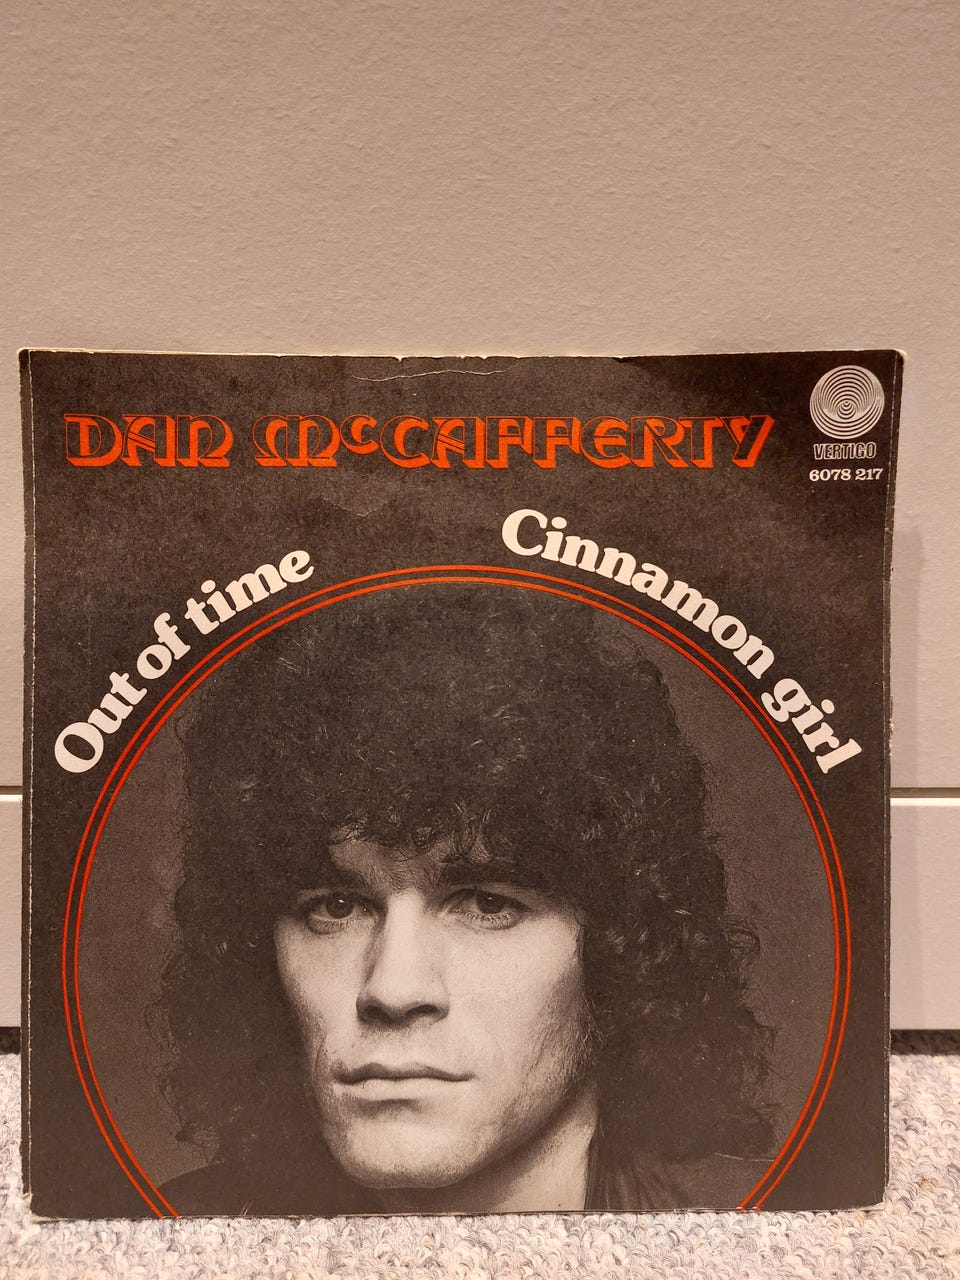 DAN McCAFFERTY
VERTIGO
6078 217
Out of time
Cinnamon girl